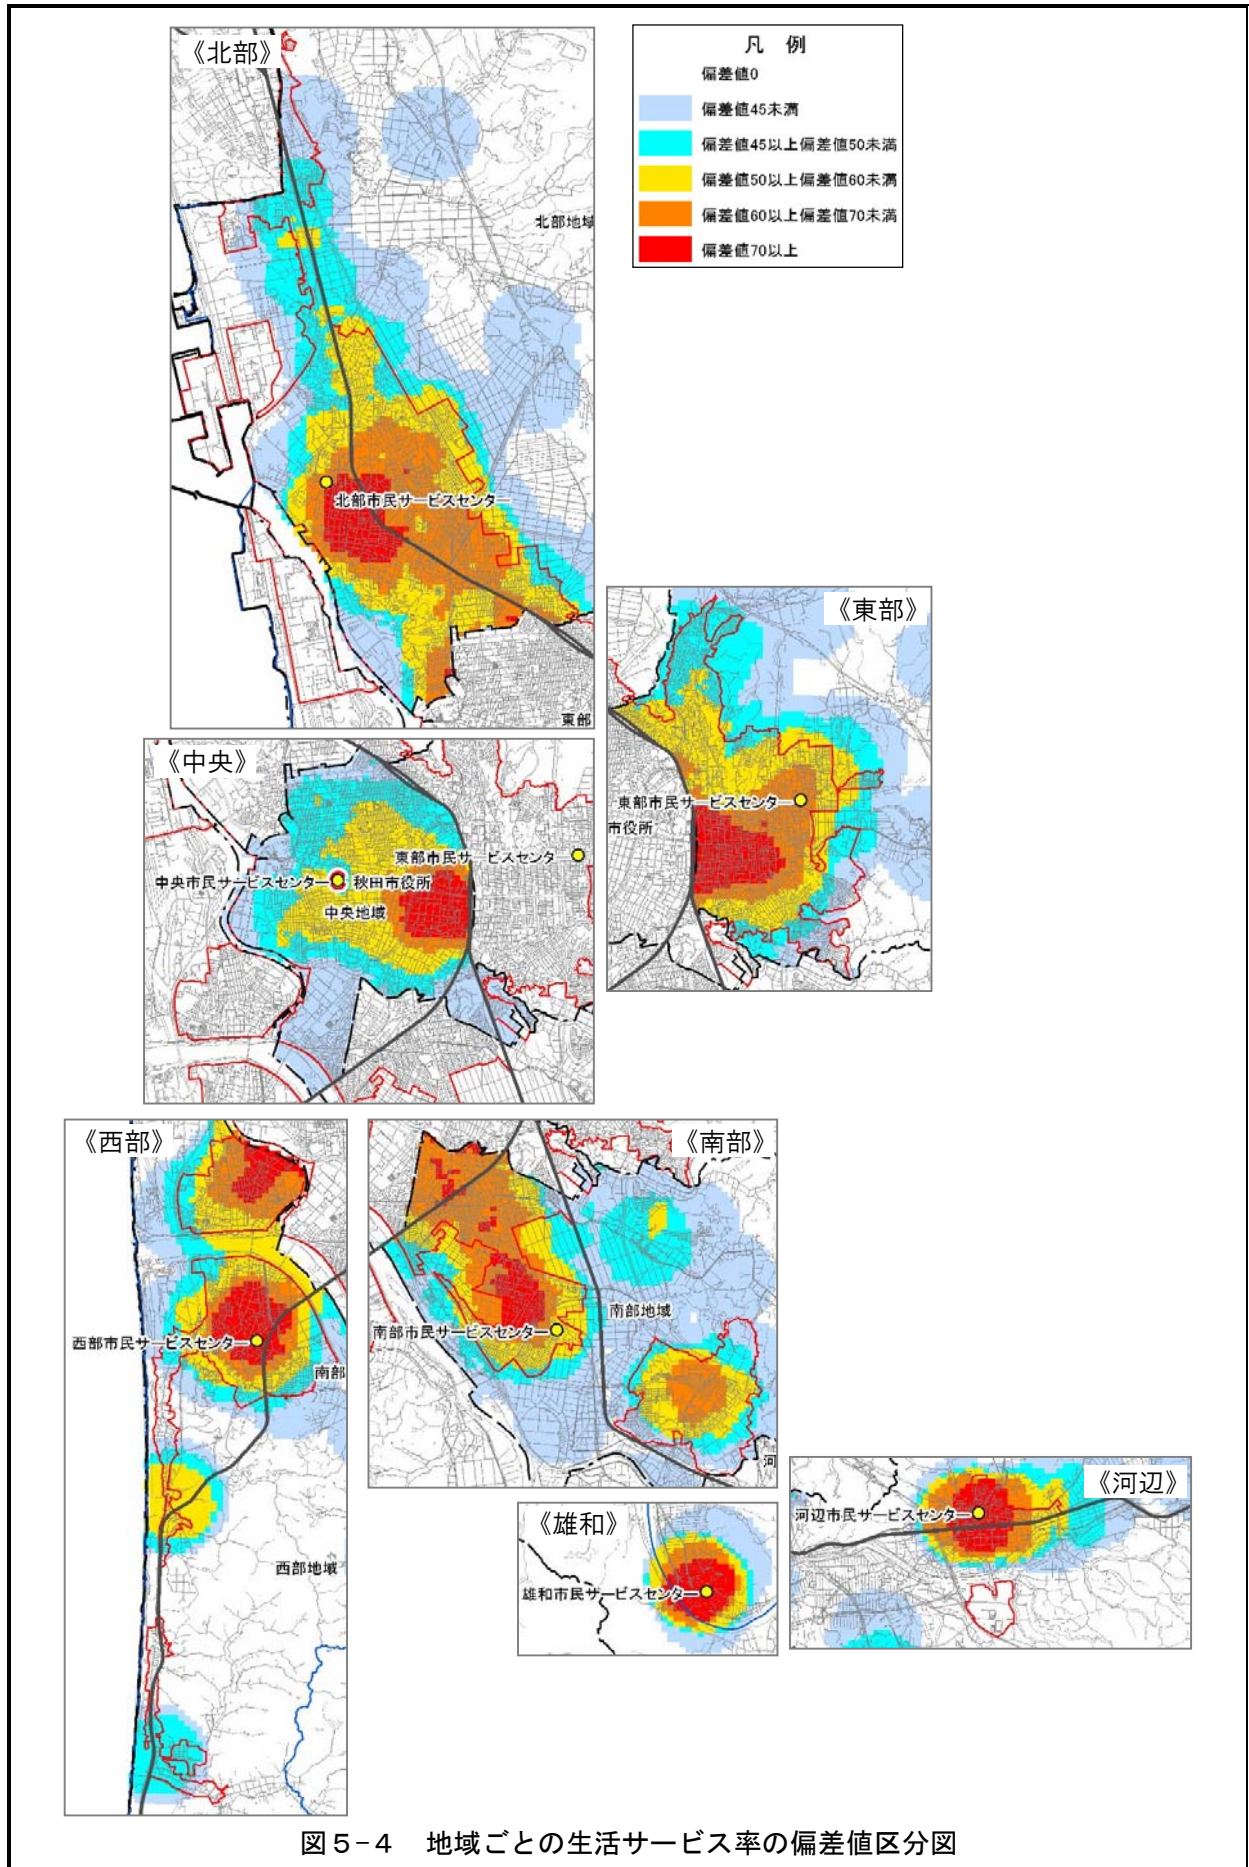 《北部》
凡 例
偏差値0
偏差値45未満
偏差値45以上偏差値50未満
偏差値50以上偏差値60未満
偏差値60以上偏差値70未満
偏差値70以上
北部地域
北部市民サービスセンター
東部
《東部》
東部市民サービスセンター
市役所
《中央》
東部市民サービスセンタ
中央市民サービスセンター
秋田市役所
中央地域
《西部》
西部市民サービスセンター
南部
西部地域
《南部》
南部地域
南部市民サービスセンター
河
《河辺》
河辺市民サービスセンター
《雄和》
雄和市民サービスセンター
図5-4 地域ごとの生活サービス率の偏差値区分図